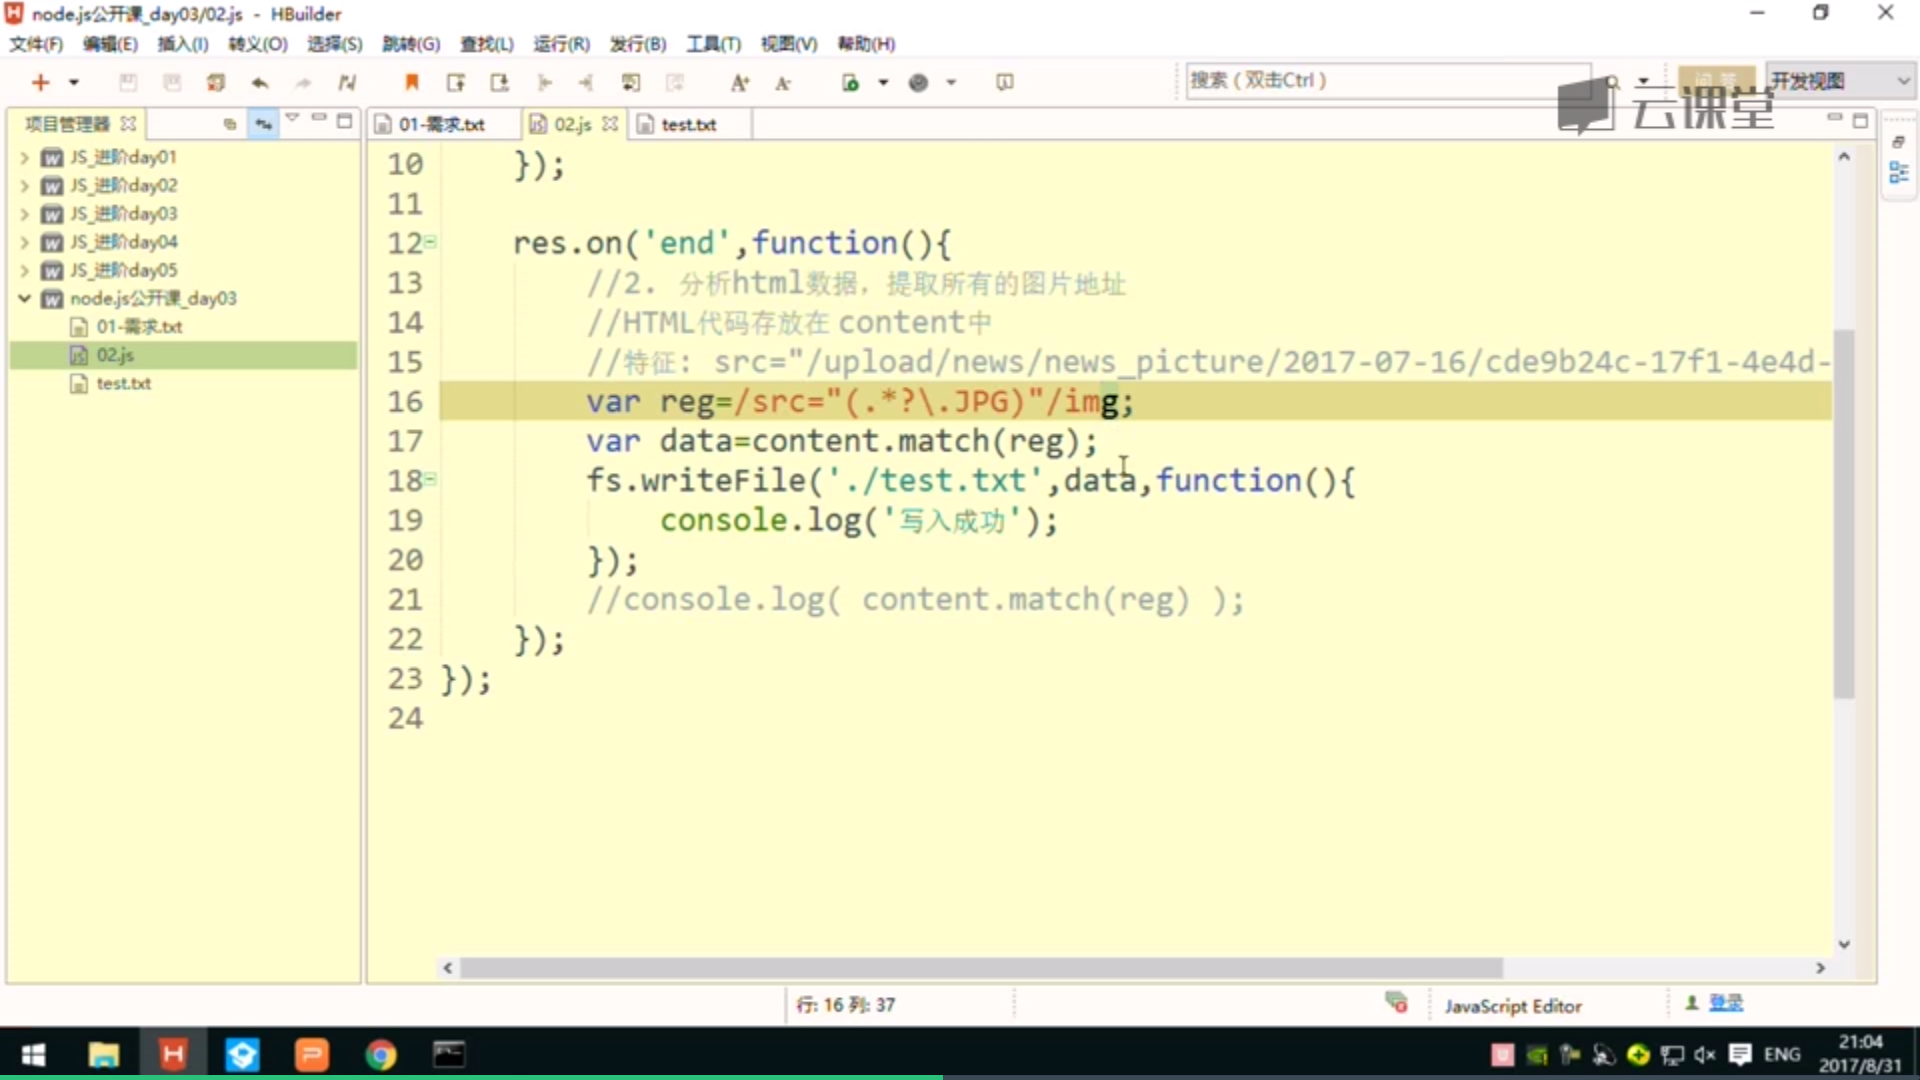 node.js公开课_day03/02.js - HBuilder
文件(F) 编辑(E) 插入(I) 转义(O) 选择(S) 跳转(G) 查找(L) 运行(R) 发行(B) 工具(T) 视图(V) 帮助(H)
搜索（双击Ctrl）
问答
开发视图
云课堂
项目管理器
01-需求.txt
02.js
test.txt
JS_进阶day01
JS_进阶day02
JS_进阶day03
JS_进阶day04
JS_进阶day05
node.js公开课_day03
01-需求.txt
02.js
test.txt
10 });
11
12 res.on('end',function(){
13 //2. 分析html数据，提取所有的图片地址
14 //HTML代码存放在 content中
15 //特征: src="/upload/news/news_picture/2017-07-16/cde9b24c-17f1-4e4d-
16 var reg=/src="(.*?\.JPG)"/img;
17 var data=content.match(reg);
18 fs.writeFile('./test.txt',data,function(){
19 console.log('写入成功');
20 });
21 //console.log( content.match(reg) );
22 });
23 });
24
行: 16 列: 37
JavaScript Editor
登录
ENG
21:04
2017/8/31